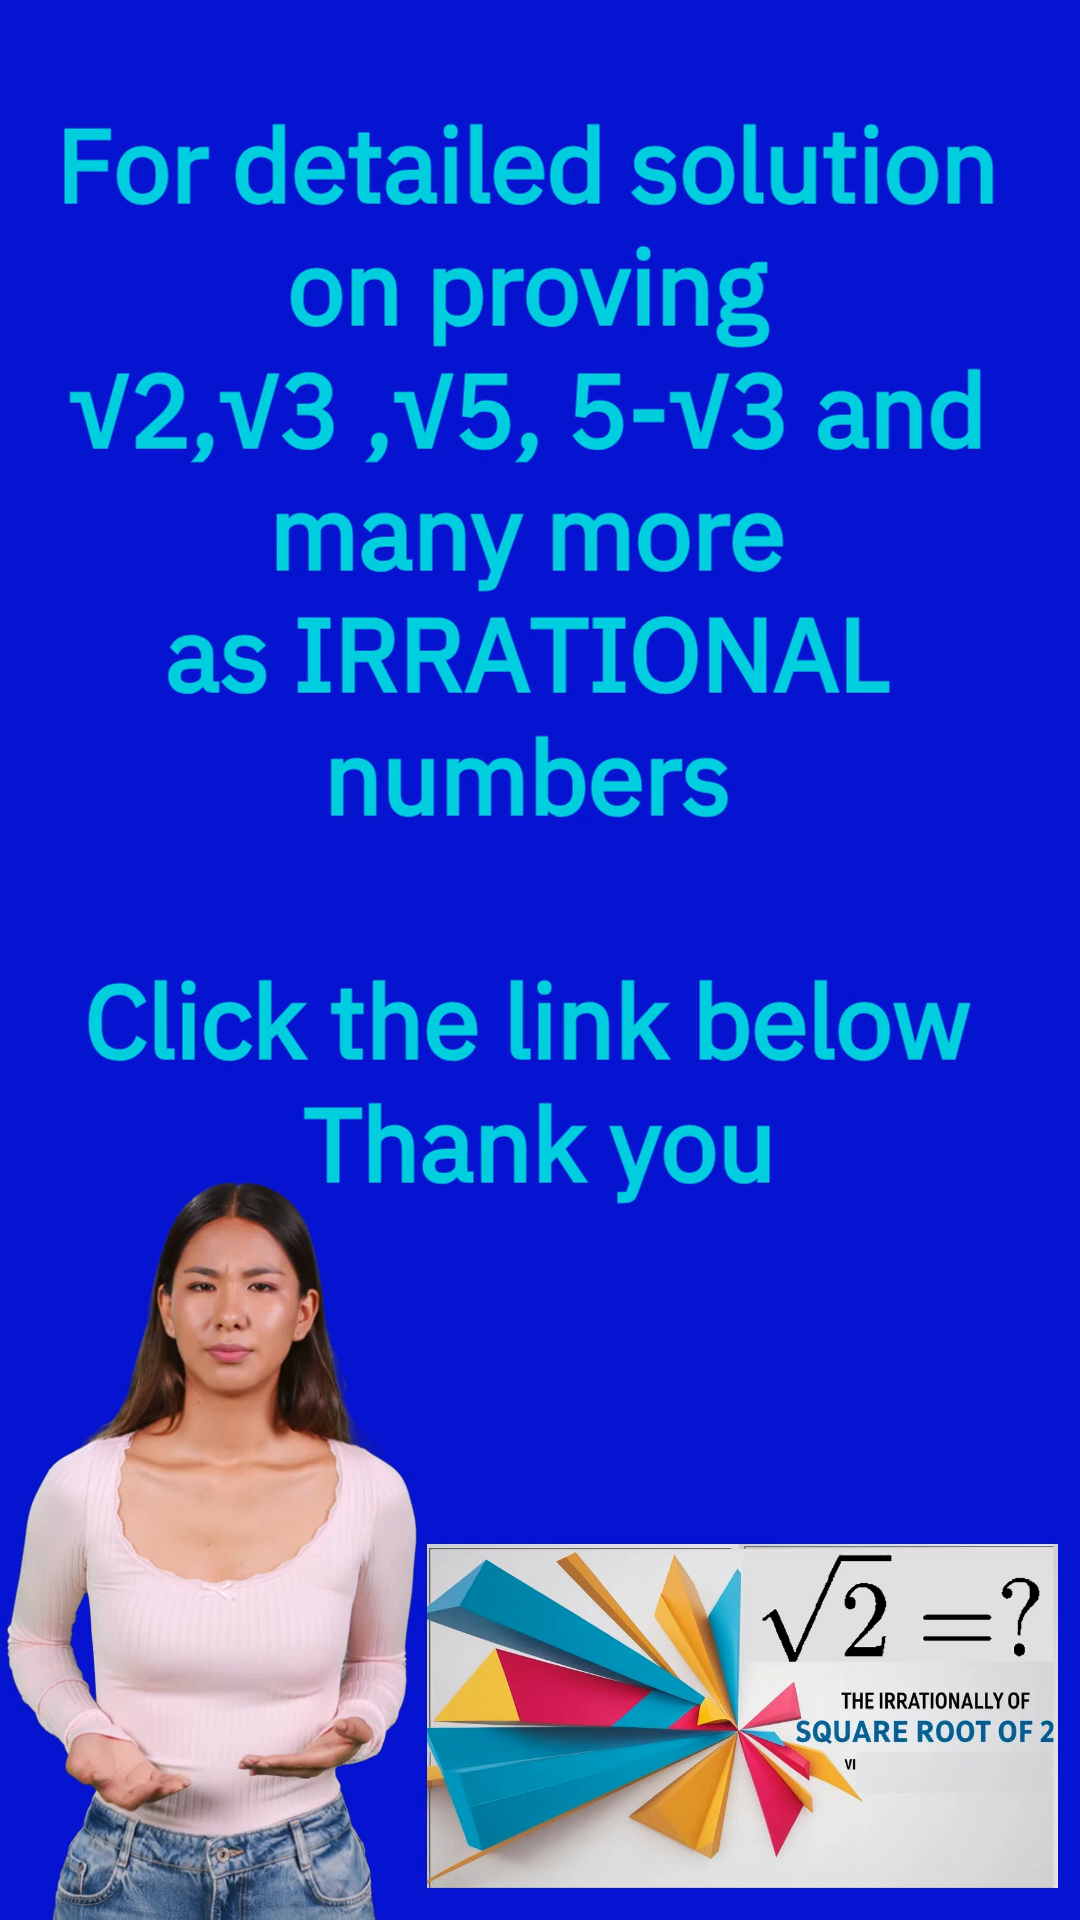 For detailed solution
on proving
√2,√3 ,√5, 5-√3 and
many more
as IRRATIONAL
numbers
Click the link below
Thank you
√2 =?
THE IRRATIONALLY OF
SQUARE ROOT OF 2
VI